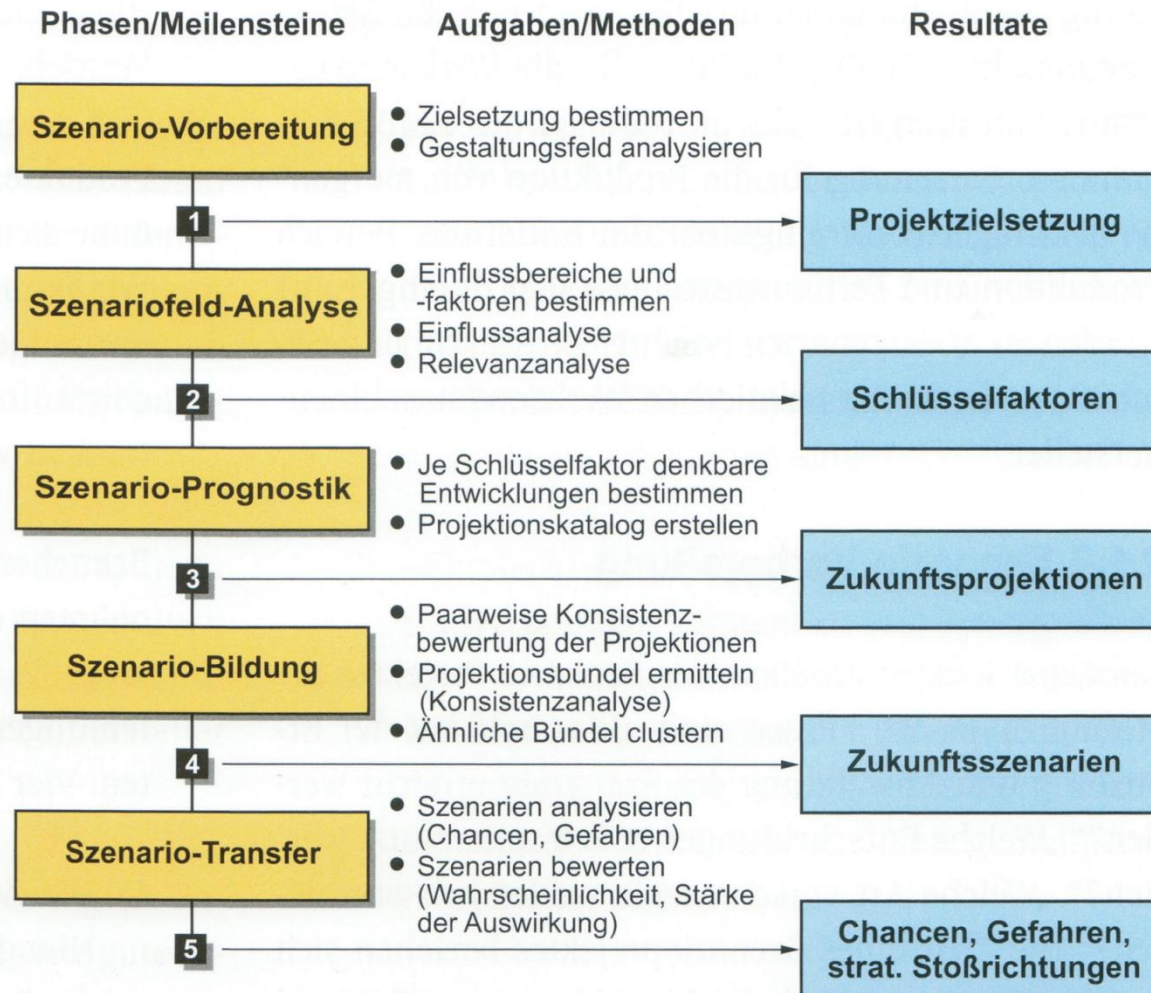 Phasen/Meilensteine Aufgaben/Methoden Resultate
Szenario-Vorbereitung
• Zielsetzung bestimmen
• Gestaltungsfeld analysieren
1
Projektzielsetzung
Szenariofeld-Analyse
• Einflussbereiche und
-faktoren bestimmen
• Einflussanalyse
• Relevanzanalyse
2
Schlüsselfaktoren
Szenario-Prognostik
• Je Schlüsselfaktor denkbare
Entwicklungen bestimmen
• Projektionskatalog erstellen
3
Zukunftsprojektionen
Szenario-Bildung
• Paarweise Konsistenz-
bewertung der Projektionen
• Projektionsbündel ermitteln
(Konsistenzanalyse)
• Ähnliche Bündel clustern
4
Zukunftsszenarien
Szenario-Transfer
• Szenarien analysieren
(Chancen, Gefahren)
• Szenarien bewerten
(Wahrscheinlichkeit, Stärke
der Auswirkung)
5
Chancen, Gefahren,
strat. Stoßrichtungen